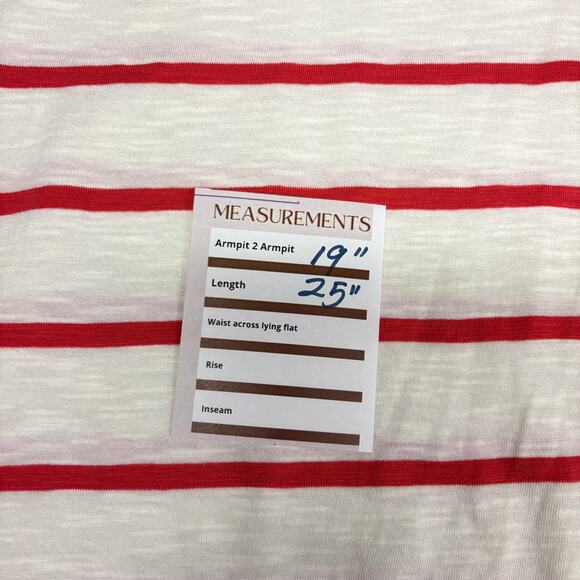 MEASUREMENTS
Armpit 2 Armpit 19"
Length 25"
Waist across lying flat
Rise
Inseam